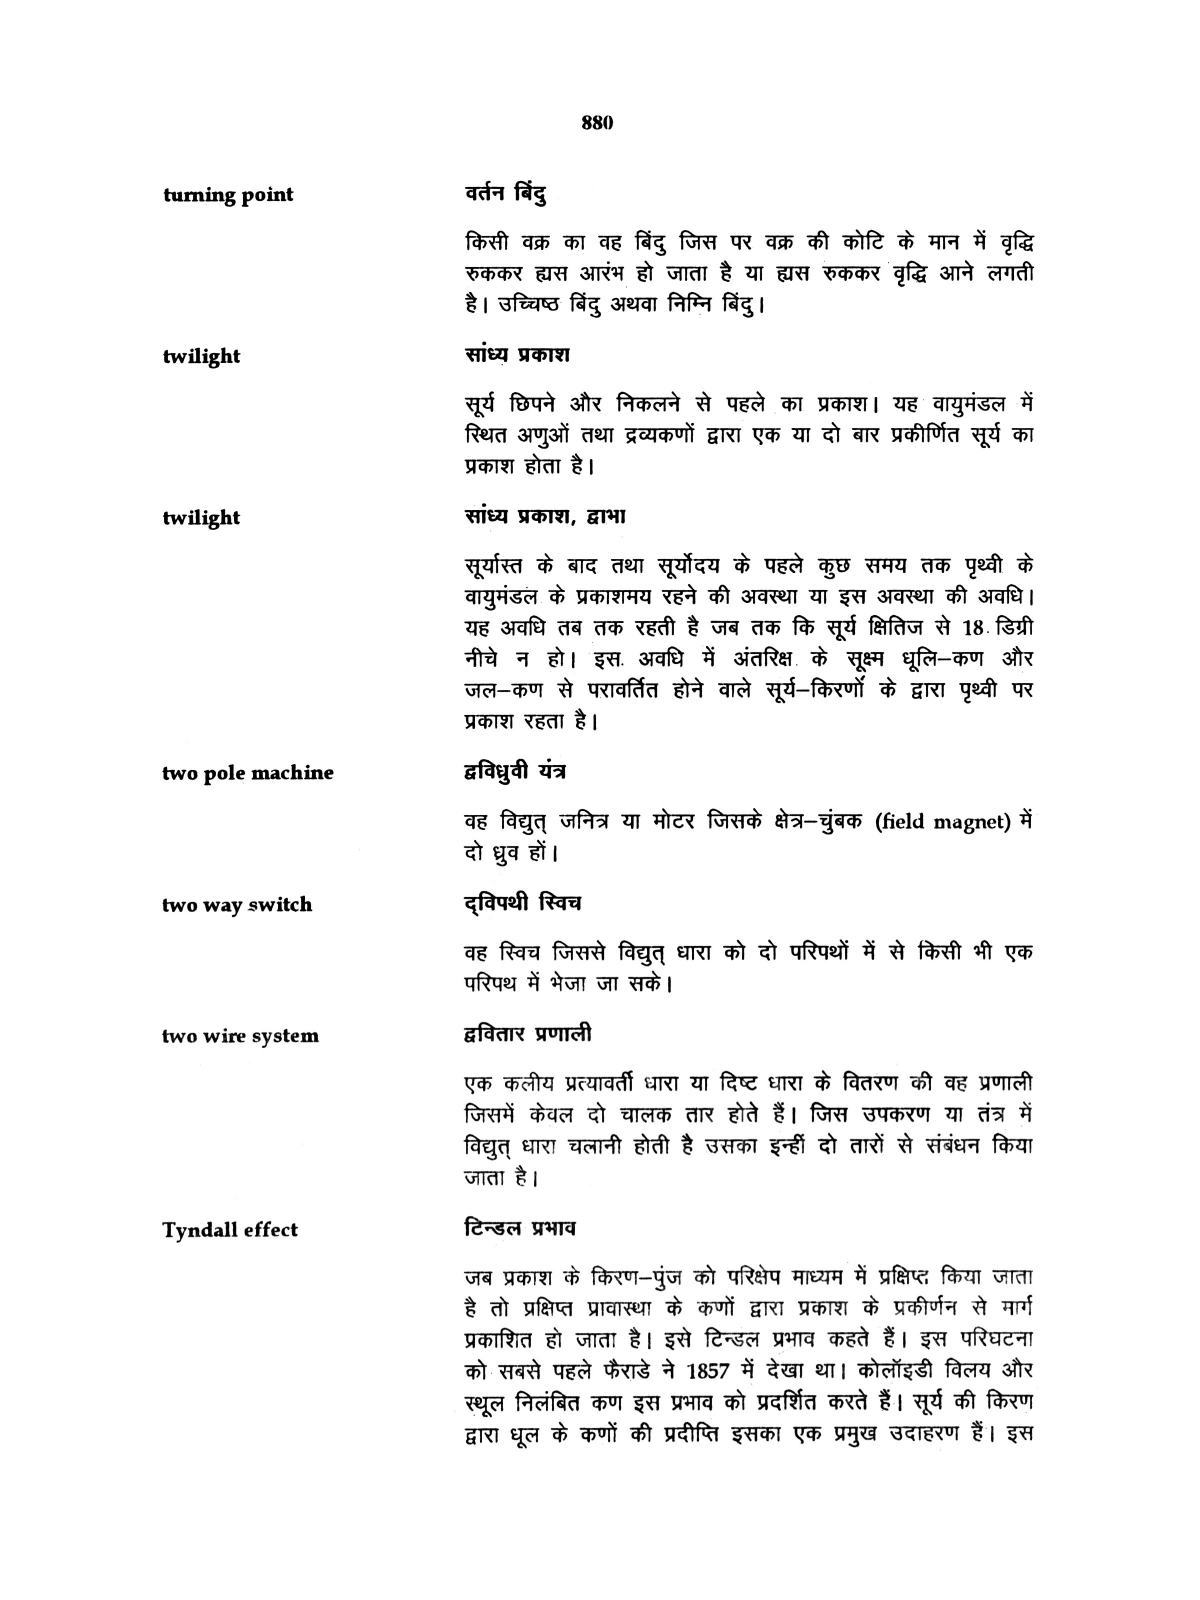 880
turning point वर्तन बिंदु
किसी वक्र का वह बिंदु जिस पर वक्र की कोटि के मान में वृद्धि
रुककर ह्यस आरंभ हो जाता है या ह्यस रुककर वृद्धि आने लगती
है। उच्चिष्ठ बिंदु अथवा निम्नि बिंदु।
twilight सांध्य प्रकाश
सूर्य छिपने और निकलने से पहले का प्रकाश। यह वायुमंडल में
स्थित अणुओं तथा द्रव्यकणों द्वारा एक या दो बार प्रकीर्णित सूर्य का
प्रकाश होता है।
twilight सांध्य प्रकाश, द्वाभा
सूर्यास्त के बाद तथा सूर्योदय के पहले कुछ समय तक पृथ्वी के
वायुमंडल के प्रकाशमय रहने की अवस्था या इस अवस्था की अवधि।
यह अवधि तब तक रहती है जब तक कि सूर्य क्षितिज से 18 डिग्री
नीचे न हो। इस अवधि में अंतरिक्ष के सूक्ष्म धूलि–कण और
जल–कण से परावर्तित होने वाले सूर्य–किरणों के द्वारा पृथ्वी पर
प्रकाश रहता है।
two pole machine द्वविध्रुवी यंत्र
वह विद्युत् जनित्र या मोटर जिसके क्षेत्र–चुंबक (field magnet) में
दो ध्रुव हों।
two way switch द्‌विपथी स्विच
वह स्विच जिससे विद्युत् धारा को दो परिपथों में से किसी भी एक
परिपथ में भेजा जा सके।
two wire system द्ववितार प्रणाली
एक कलीय प्रत्यावर्ती धारा या दिष्ट धारा के वितरण की वह प्रणाली
जिसमें केवल दो चालक तार होते हैं। जिस उपकरण या तंत्र में
विद्युत् धारा चलानी होती है उसका इन्हीं दो तारों से संबंधन किया
जाता है।
Tyndall effect टिन्डल प्रभाव
जब प्रकाश के किरण–पुंज को परिक्षेप माध्यम में प्रक्षिप्त किया जाता
है तो प्रक्षिप्त प्रावास्था के कणों द्वारा प्रकाश के प्रकीर्णन से मार्ग
प्रकाशित हो जाता है। इसे टिन्डल प्रभाव कहते हैं। इस परिघटना
को सबसे पहले फैराडे ने 1857 में देखा था। कोलॉइडी विलय और
स्थूल निलंबित कण इस प्रभाव को प्रदर्शित करते हैं। सूर्य की किरण
द्वारा धूल के कणों की प्रदीप्ति इसका एक प्रमुख उदाहरण हैं। इस